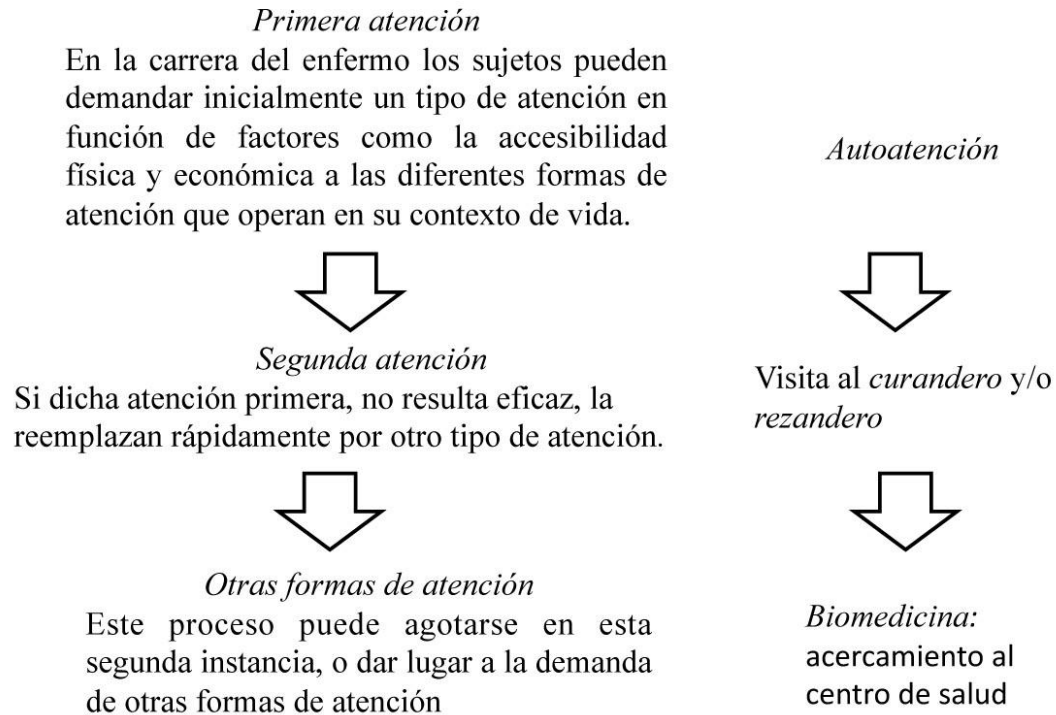 Primera atención
En la carrera del enfermo los sujetos pueden
demandar inicialmente un tipo de atención en
función de factores como la accesibilidad
física y económica a las diferentes formas de
atención que operan en su contexto de vida.
Autoatención
Segunda atención
Si dicha atención primera, no resulta eficaz, la
reemplazan rápidamente por otro tipo de atención.
Visita al curandero y/o
rezandero
Otras formas de atención
Este proceso puede agotarse en esta
segunda instancia, o dar lugar a la demanda
de otras formas de atención
Biomedicina:
acercamiento al
centro de salud